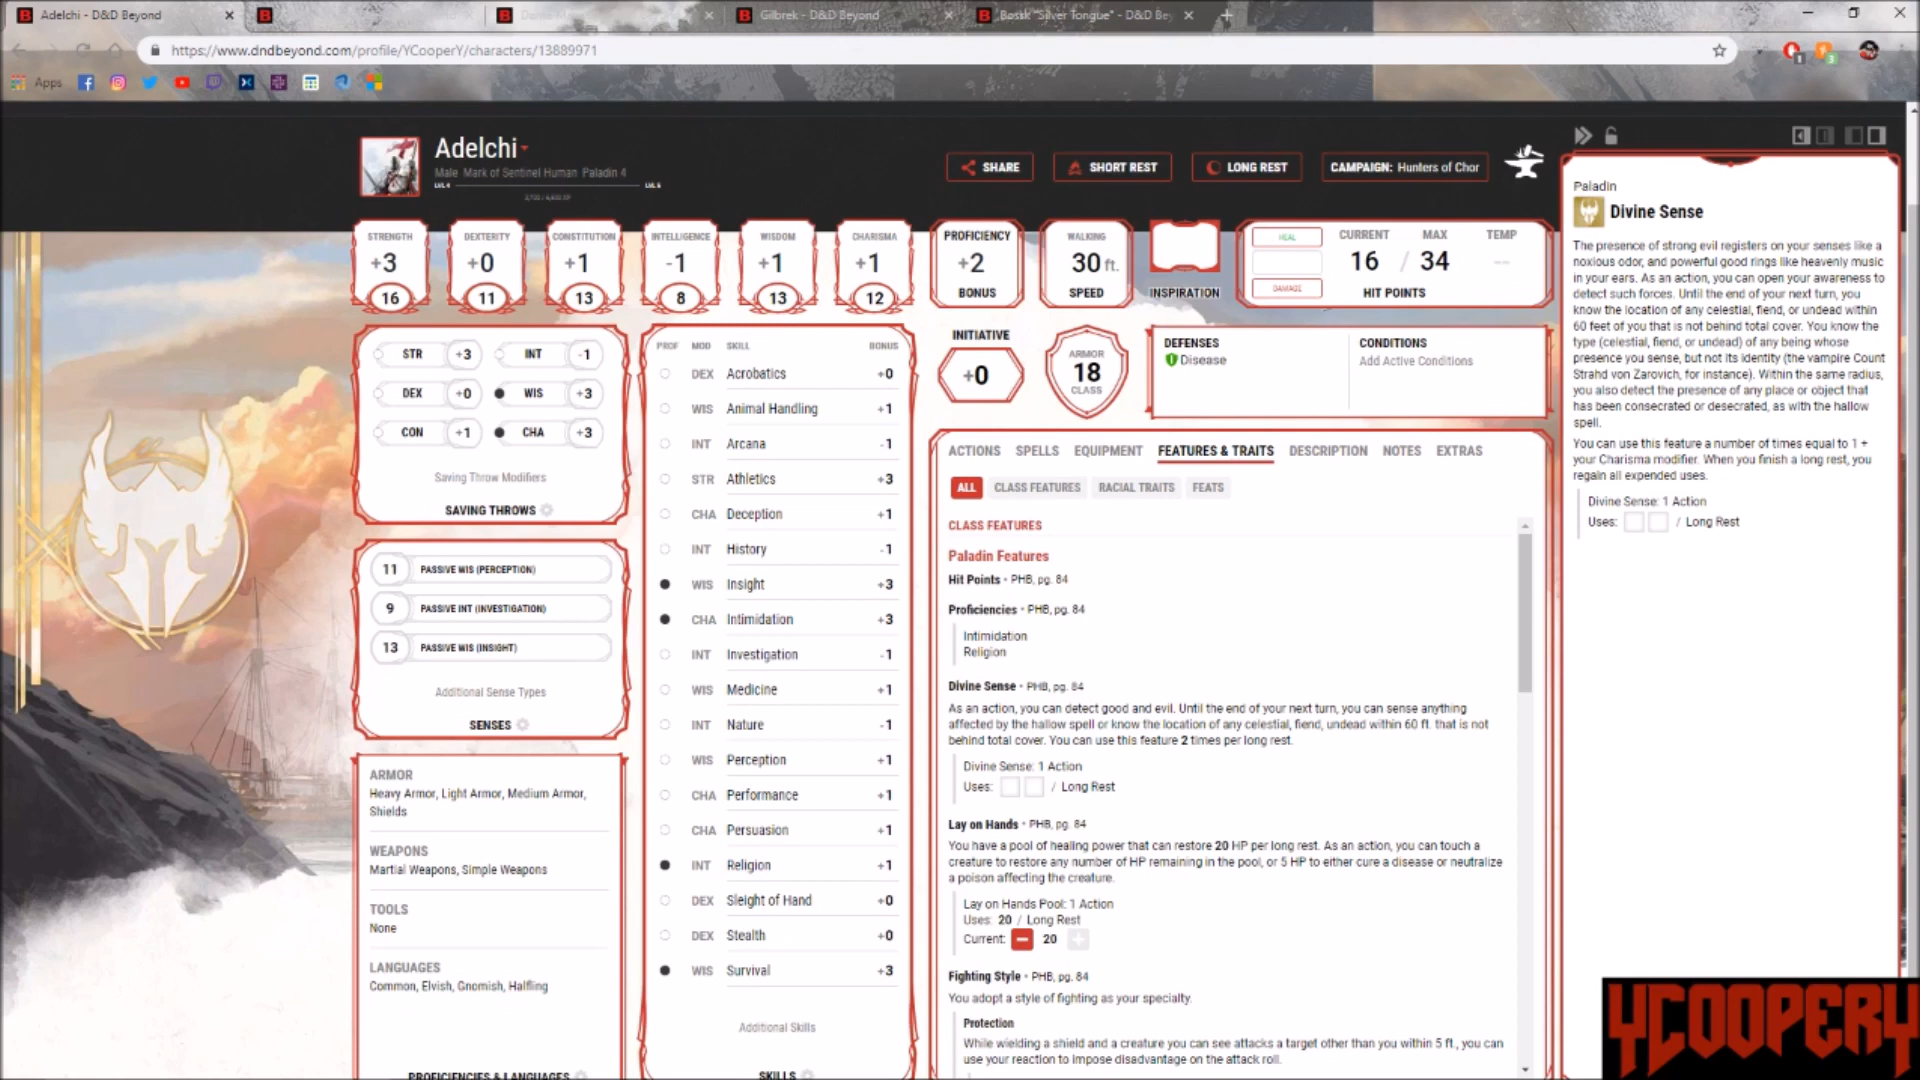 Adelchi - D&D Beyond
Gilbrek - D&D Beyond
Bossk "Silver Tongue" - D&D Be
https://www.dndbeyond.com/profile/YCooperY/characters/13889971
Apps
Adelchi
Male Mark of Sentinel Human Paladin 4
LVL 4
LVL 5
SHARE
SHORT REST
LONG REST
CAMPAIGN: Hunters of Chor
STRENGTH
+3
16
DEXTERITY
+0
11
CONSTITUTION
+1
13
INTELLIGENCE
-1
8
WISDOM
+1
13
CHARISMA
+1
12
PROFICIENCY
+2
BONUS
WALKING
30 ft.
SPEED
INSPIRATION
HEAL
DAMAGE
CURRENT
MAX
TEMP
16 / 34 --
HIT POINTS
STR +3
INT -1
DEX +0
WIS +3
CON +1
CHA +3
Saving Throw Modifiers
SAVING THROWS
11 PASSIVE WIS (PERCEPTION)
9 PASSIVE INT (INVESTIGATION)
13 PASSIVE WIS (INSIGHT)
Additional Sense Types
SENSES
ARMOR
Heavy Armor, Light Armor, Medium Armor,
Shields
WEAPONS
Martial Weapons, Simple Weapons
TOOLS
None
LANGUAGES
Common, Elvish, Gnomish, Halfling
PROFICIENCIES & LANGUAGES
PROF MOD SKILL BONUS
DEX Acrobatics +0
WIS Animal Handling +1
INT Arcana -1
STR Athletics +3
CHA Deception +1
INT History -1
WIS Insight +3
CHA Intimidation +3
INT Investigation -1
WIS Medicine +1
INT Nature -1
WIS Perception +1
CHA Performance +1
CHA Persuasion +1
INT Religion +1
DEX Sleight of Hand +0
DEX Stealth +0
WIS Survival +3
Additional Skills
SKILLS
INITIATIVE
+0
ARMOR
18
CLASS
DEFENSES
Disease
CONDITIONS
Add Active Conditions
ACTIONS SPELLS EQUIPMENT FEATURES & TRAITS DESCRIPTION NOTES EXTRAS
ALL CLASS FEATURES RACIAL TRAITS FEATS
CLASS FEATURES
Paladin Features
Hit Points • PHB, pg. 84
Proficiencies • PHB, pg. 84
Intimidation
Religion
Divine Sense • PHB, pg. 84
As an action, you can detect good and evil. Until the end of your next turn, you can sense anything
affected by the hallow spell or know the location of any celestial, fiend, undead within 60 ft. that is not
behind total cover. You can use this feature 2 times per long rest.
Divine Sense: 1 Action
Uses: / Long Rest
Lay on Hands • PHB, pg. 84
You have a pool of healing power that can restore 20 HP per long rest. As an action, you can touch a
creature to restore any number of HP remaining in the pool, or 5 HP to either cure a disease or neutralize
a poison affecting the creature.
Lay on Hands Pool: 1 Action
Uses: 20 / Long Rest
Current: − 20 +
Fighting Style • PHB, pg. 84
You adopt a style of fighting as your specialty.
Protection
While wielding a shield and a creature you can see attacks a target other than you within 5 ft., you can
use your reaction to impose disadvantage on the attack roll.
Paladin
Divine Sense
The presence of strong evil registers on your senses like a
noxious odor, and powerful good rings like heavenly music
in your ears. As an action, you can open your awareness to
detect such forces. Until the end of your next turn, you
know the location of any celestial, fiend, or undead within
60 feet of you that is not behind total cover. You know the
type (celestial, fiend, or undead) of any being whose
presence you sense, but not its identity (the vampire Count
Strahd von Zarovich, for instance). Within the same radius,
you also detect the presence of any place or object that
has been consecrated or desecrated, as with the hallow
spell.
You can use this feature a number of times equal to 1 +
your Charisma modifier. When you finish a long rest, you
regain all expended uses.
Divine Sense: 1 Action
Uses: / Long Rest
YCOOPERY